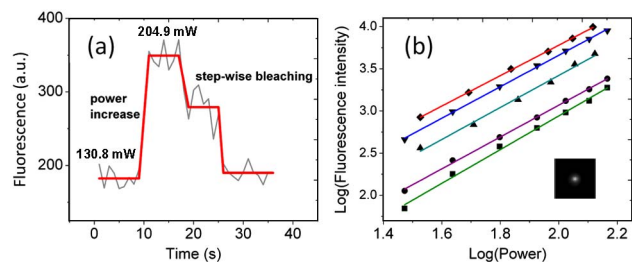 (a)
204.9 mW
step-wise bleaching
power
increase
130.8 mW
Fluorescence (a.u.)
400
300
200
0
20
40
Time (s)
(b)
Log(Fluorescence intensity)
4.0
3.5
3.0
2.5
2.0
1.4
1.6
1.8
2.0
2.2
Log(Power)